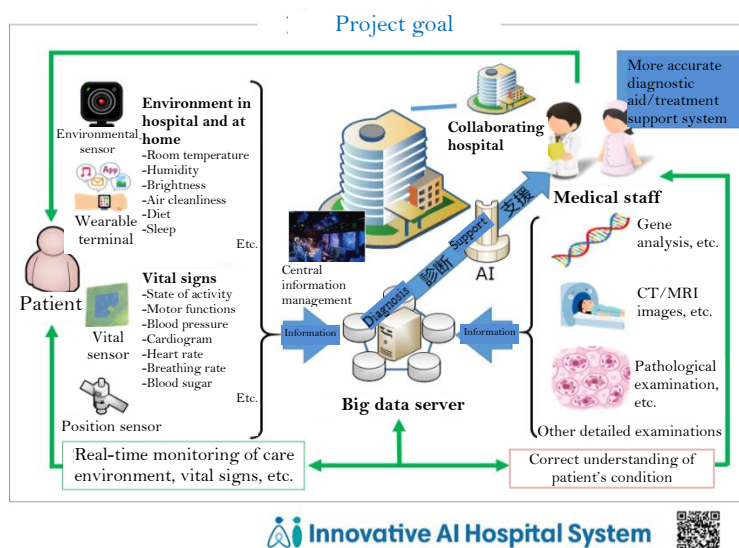 Project goal
Environmental
sensor
App
Wearable
terminal
Environment in
hospital and at
home
-Room temperature
-Humidity
-Brightness
-Air cleanliness
-Diet
-Sleep
Etc.
Patient
Vital
sensor
Vital signs
-State of activity
-Motor functions
-Blood pressure
-Cardiogram
-Heart rate
-Breathing rate
-Blood sugar
Etc.
Position sensor
Central
information
management
Collaborating
hospital
More accurate
diagnostic
aid/treatment
support system
Medical staff
Diagnosis 診断 Support 支援
AI
Information
Information
Big data server
Gene
analysis, etc.
CT/MRI
images, etc.
Pathological
examination,
etc.
Other detailed examinations
Real-time monitoring of care
environment, vital signs, etc.
Correct understanding of
patient's condition
Innovative AI Hospital System